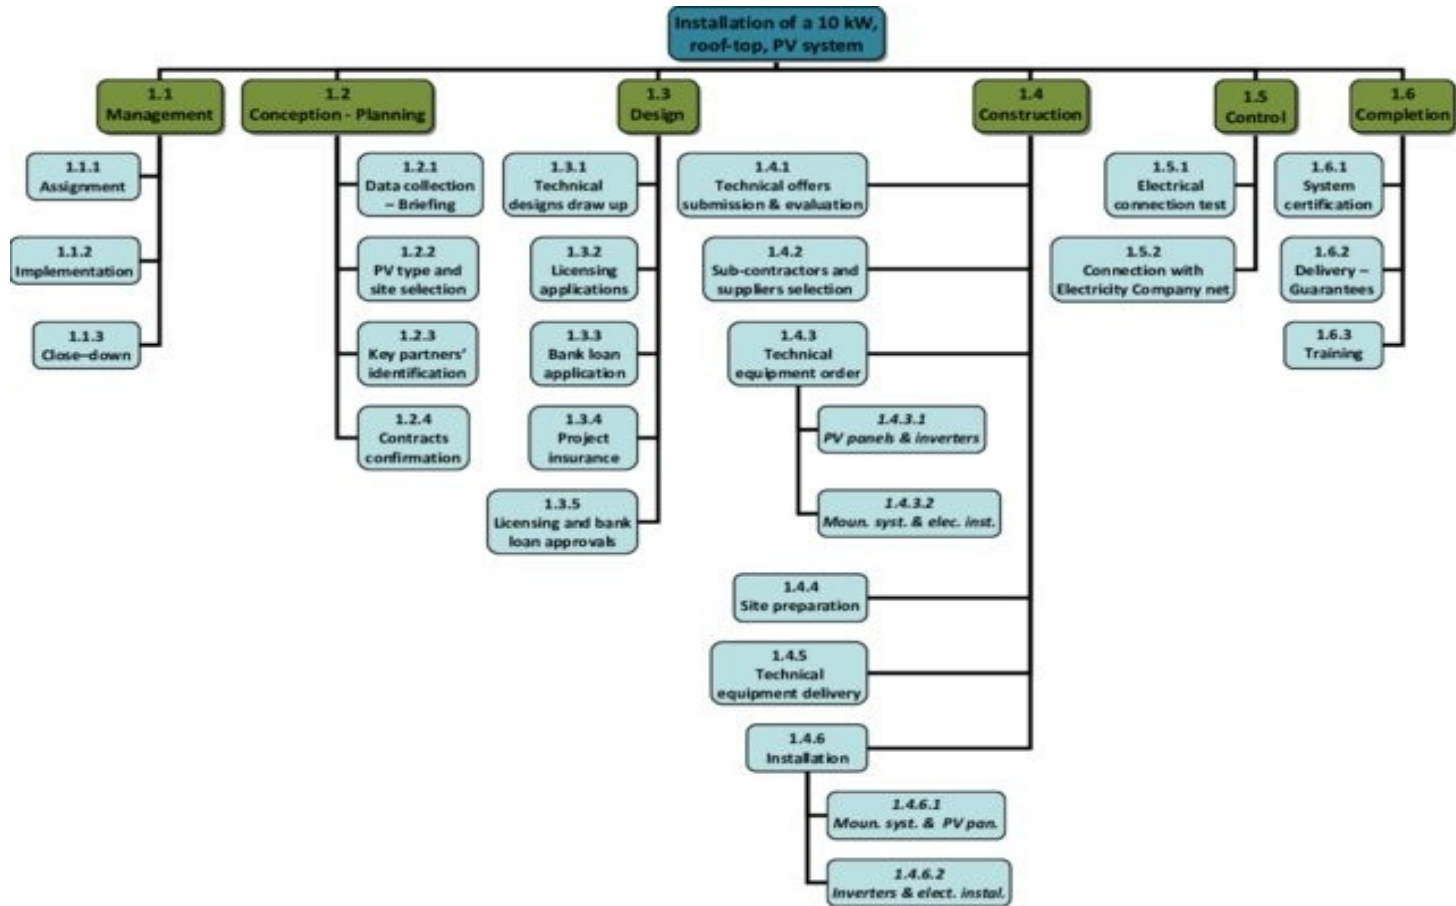 Installation of a 10 kW,
roof-top, PV system
1.1
Management
1.1.1
Assignment
1.1.2
Implementation
1.1.3
Close–down
1.2
Conception - Planning
1.2.1
Data collection
– Briefing
1.2.2
PV type and
site selection
1.2.3
Key partners’
identification
1.2.4
Contracts
confirmation
1.3
Design
1.3.1
Technical
designs draw up
1.3.2
Licensing
applications
1.3.3
Bank loan
application
1.3.4
Project
insurance
1.3.5
Licensing and bank
loan approvals
1.4
Construction
1.4.1
Technical offers
submission & evaluation
1.4.2
Sub-contractors and
suppliers selection
1.4.3
Technical
equipment order
1.4.3.1
PV panels & inverters
1.4.3.2
Moun. syst. & elec. inst.
1.4.4
Site preparation
1.4.5
Technical
equipment delivery
1.4.6
Installation
1.4.6.1
Moun. syst. & PV pan.
1.4.6.2
Inverters & elect. instal.
1.5
Control
1.5.1
Electrical
connection test
1.5.2
Connection with
Electricity Company net
1.6
Completion
1.6.1
System
certification
1.6.2
Delivery –
Guarantees
1.6.3
Training